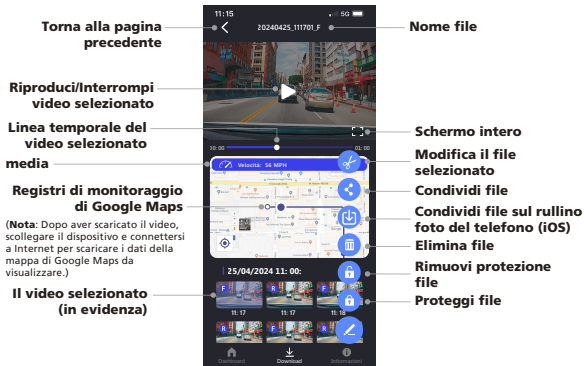 11:15
5G
20240425_111701_F
Torna alla pagina
precedente
Nome file
Riproduci/Interrompi
video selezionato
Linea temporale del
video selezionato
00:00
01:00
Schermo intero
media
Velocità: 56 MPH
Modifica il file
selezionato
Registri di monitoraggio
di Google Maps
Condividi file
(Nota: Dopo aver scaricato il video,
scollegare il dispositivo e connettersi
a Internet per scaricare i dati della
mappa di Google Maps da
visualizzare.)
Condividi file sul rullino
foto del telefono (iOS)
Elimina file
25/04/2024 11: 00:
Rimuovi protezione
file
Il video selezionato
(in evidenza)
Proteggi file
F
F
11: 17
11: 17
11: 18
R
R
Dashboard
Download
Informazioni